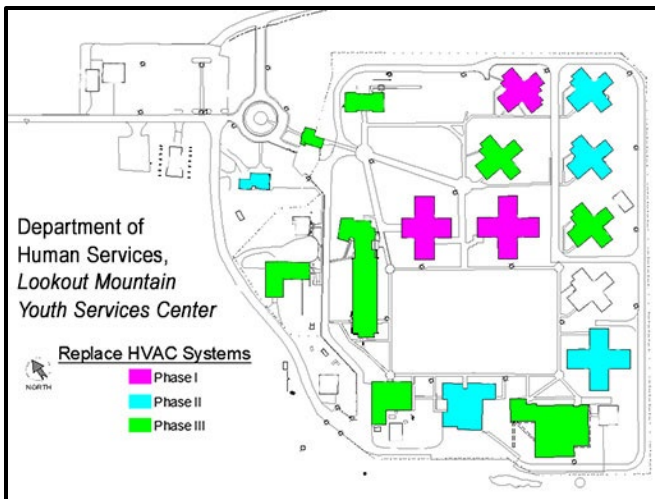 Department of
Human Services,
Lookout Mountain
Youth Services Center
Replace HVAC Systems
Phase I
Phase II
Phase III
NORTH